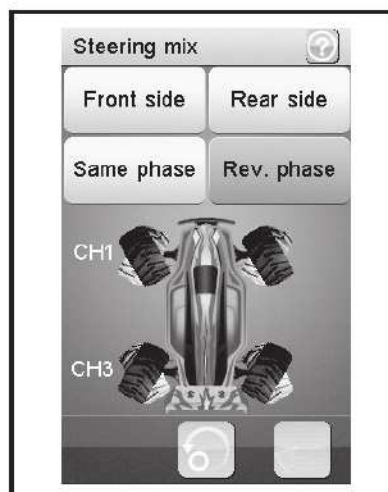 Steering mix
?
Front side
Rear side
Same phase
Rev. phase
CH1
CH3